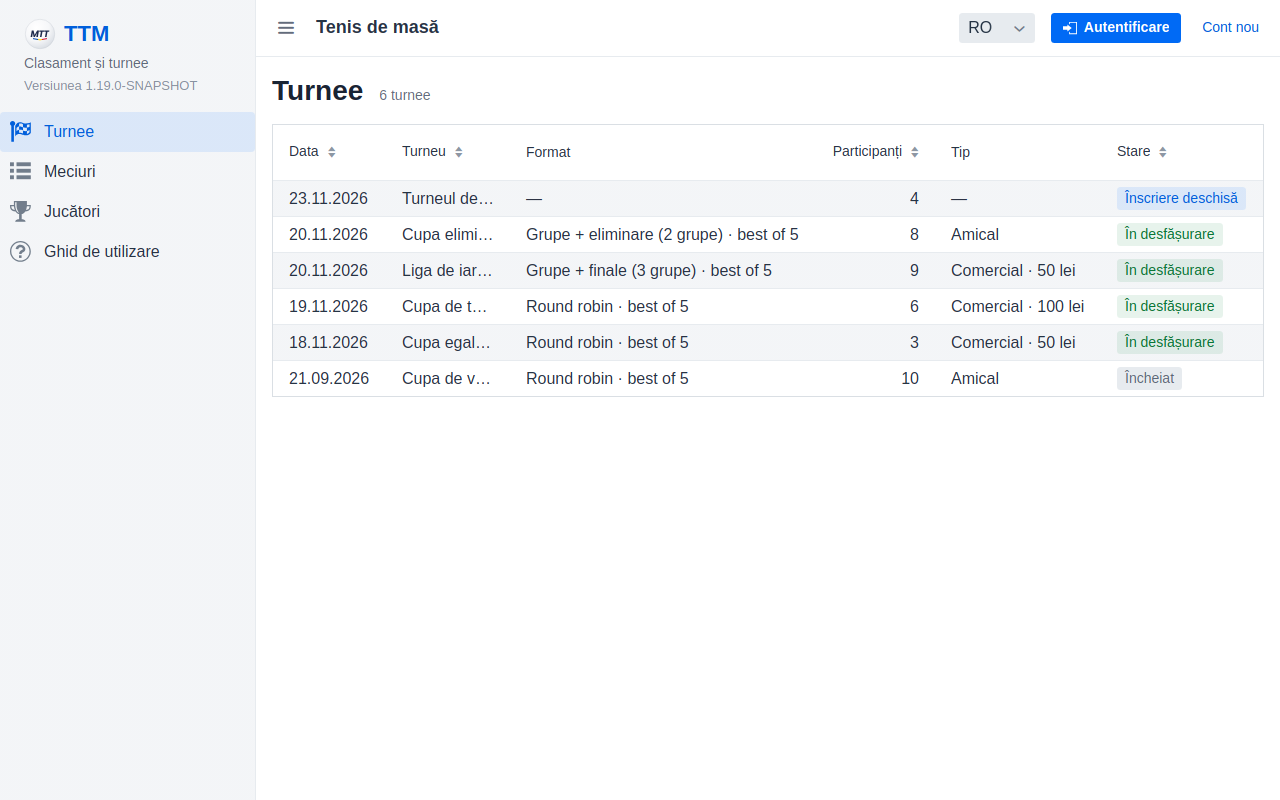 MTT TTM
Clasament și turnee
Versiunea 1.19.0-SNAPSHOT
Turnee
Meciuri
Jucători
Ghid de utilizare
Tenis de masă
RO
Autentificare
Cont nou
Turnee 6 turnee
Data Turneu Format Participanți Tip Stare
23.11.2026 Turneul de… — 4 — Înscriere deschisă
20.11.2026 Cupa elimi… Grupe + eliminare (2 grupe) · best of 5 8 Amical În desfășurare
20.11.2026 Liga de iar… Grupe + finale (3 grupe) · best of 5 9 Comercial · 50 lei În desfășurare
19.11.2026 Cupa de t… Round robin · best of 5 6 Comercial · 100 lei În desfășurare
18.11.2026 Cupa egal… Round robin · best of 5 3 Comercial · 50 lei În desfășurare
21.09.2026 Cupa de v… Round robin · best of 5 10 Amical Încheiat